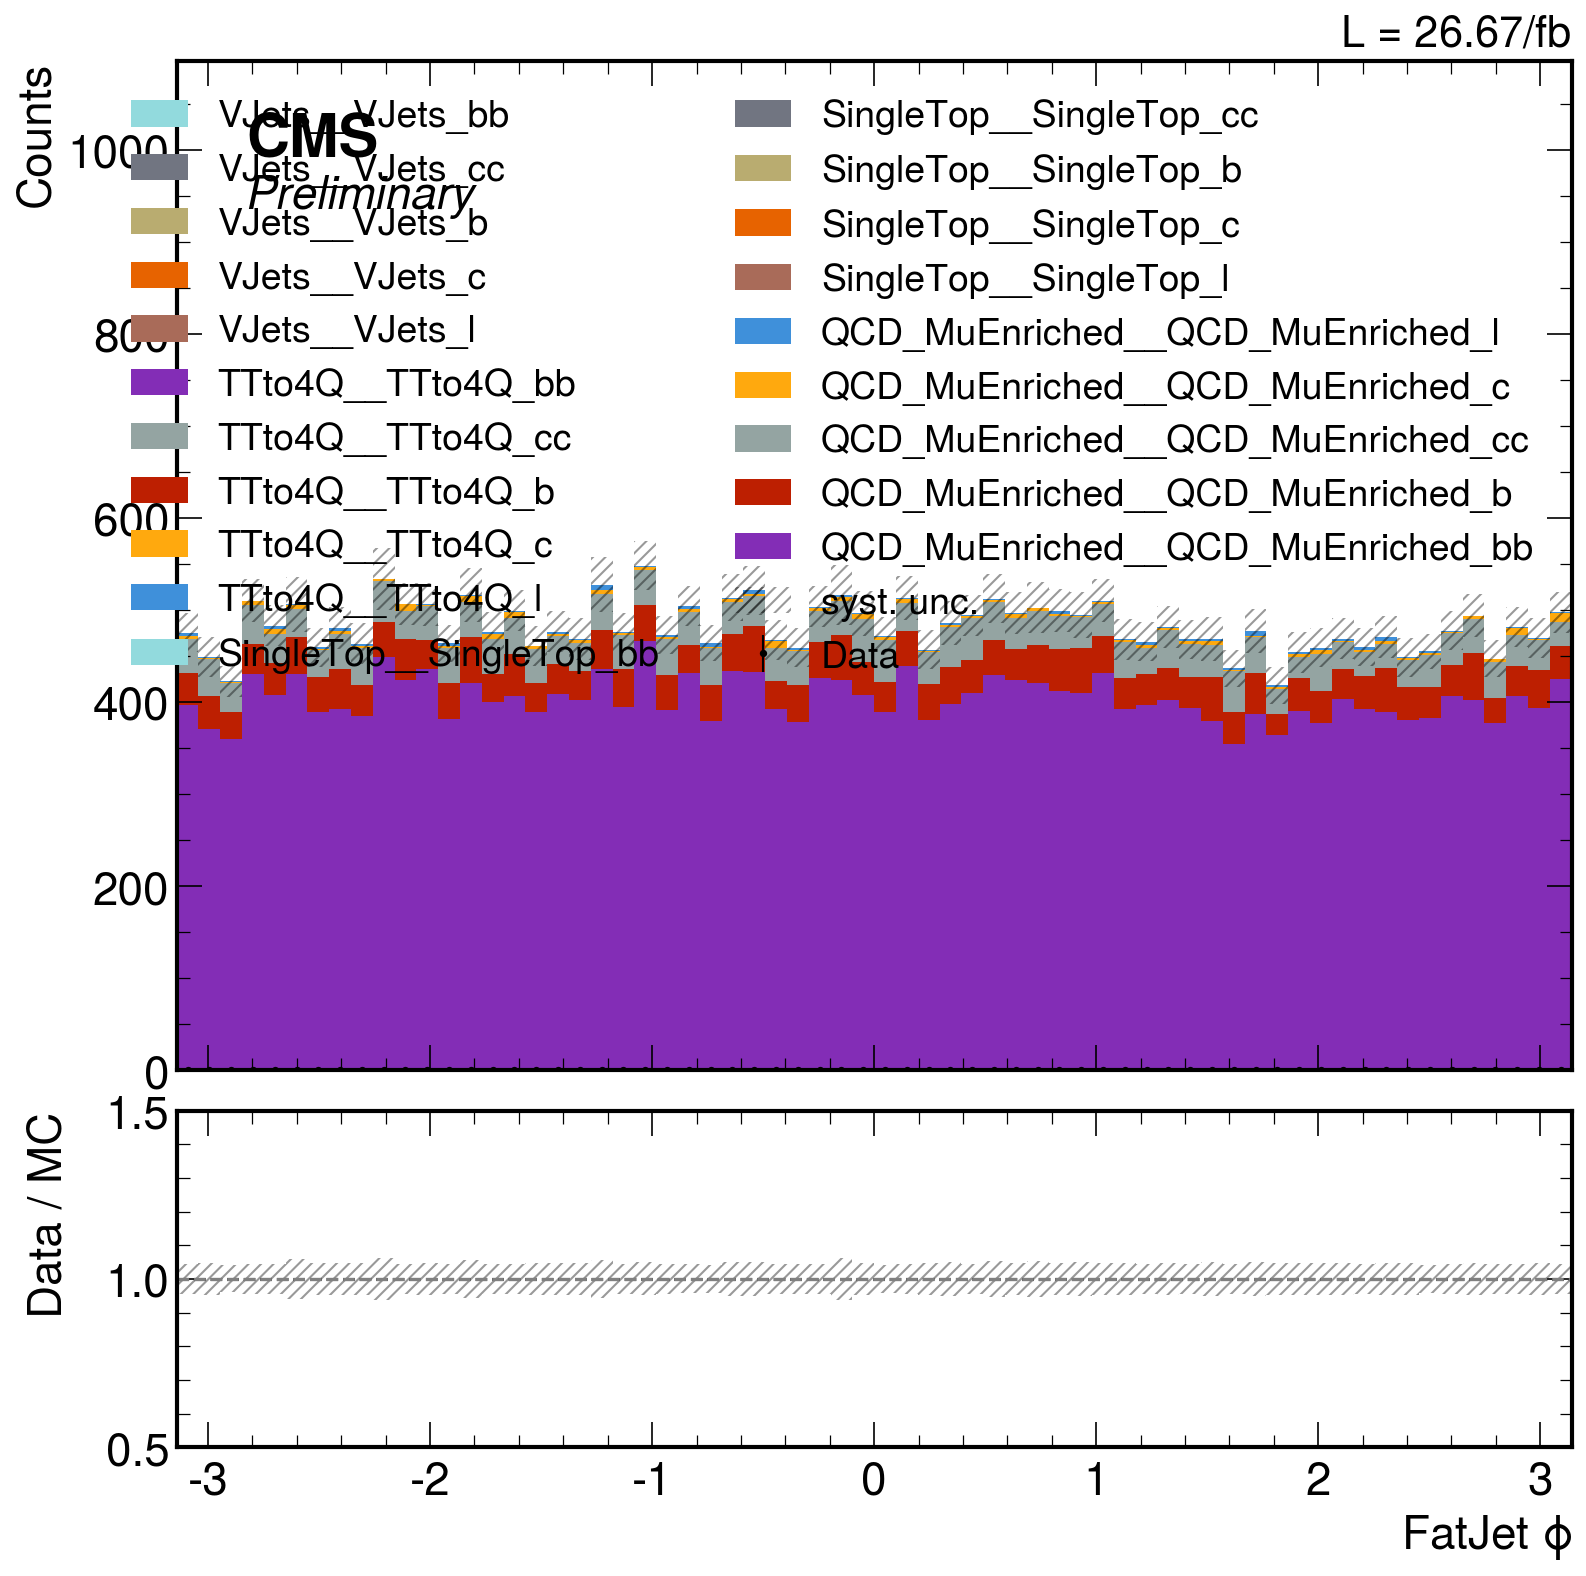 L = 26.67/fb
Counts
CMS
Preliminary
VJets__VJets_bb
VJets__VJets_cc
VJets__VJets_b
VJets__VJets_c
VJets__VJets_l
TTto4Q__TTto4Q_bb
TTto4Q__TTto4Q_cc
TTto4Q__TTto4Q_b
TTto4Q__TTto4Q_c
TTto4Q__TTto4Q_l
SingleTop__SingleTop_bb
SingleTop__SingleTop_cc
SingleTop__SingleTop_b
SingleTop__SingleTop_c
SingleTop__SingleTop_l
QCD_MuEnriched__QCD_MuEnriched_l
QCD_MuEnriched__QCD_MuEnriched_c
QCD_MuEnriched__QCD_MuEnriched_cc
QCD_MuEnriched__QCD_MuEnriched_b
QCD_MuEnriched__QCD_MuEnriched_bb
syst. unc.
Data
1000
800
600
400
200
0
Data / MC
1.5
1.0
0.5
-3 -2 -1 0 1 2 3
FatJet ϕ